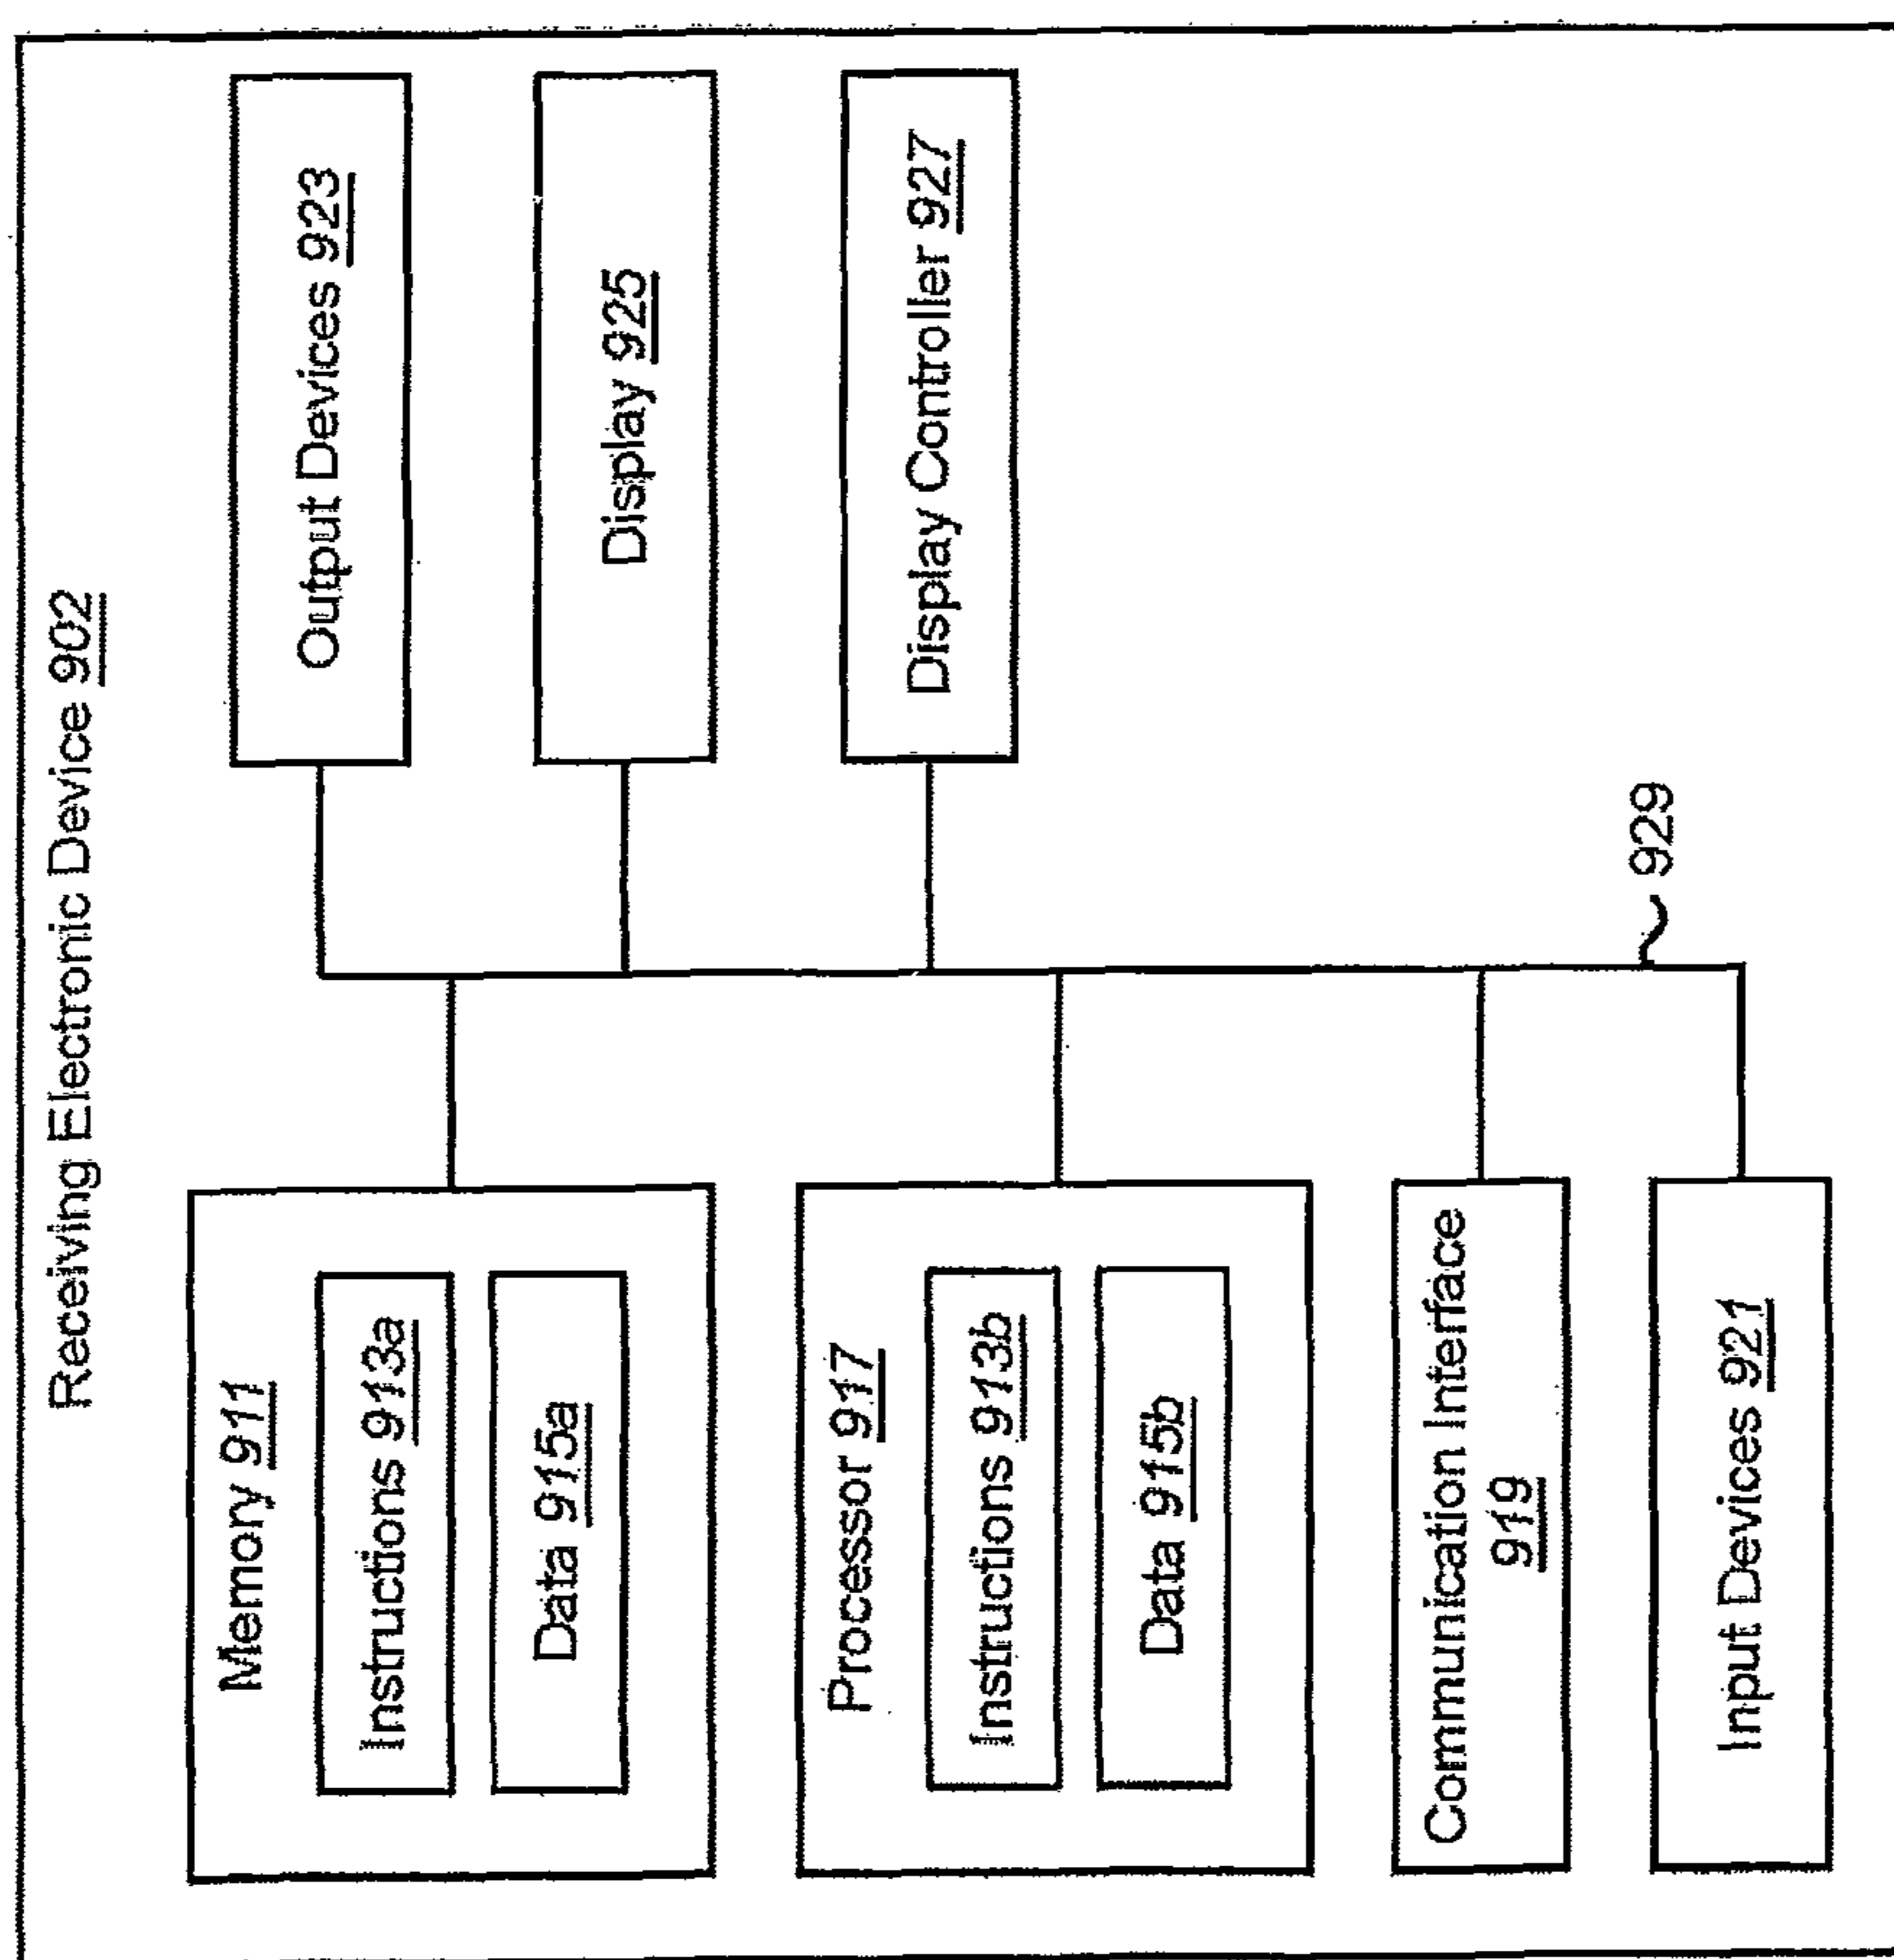 Receiving Electronic Device 902
Memory 911
Instructions 913a
Data 915a
Processor 917
Instructions 913b
Data 915b
Communication Interface
919
Input Devices 921
Output Devices 923
Display 925
Display Controller 927
929